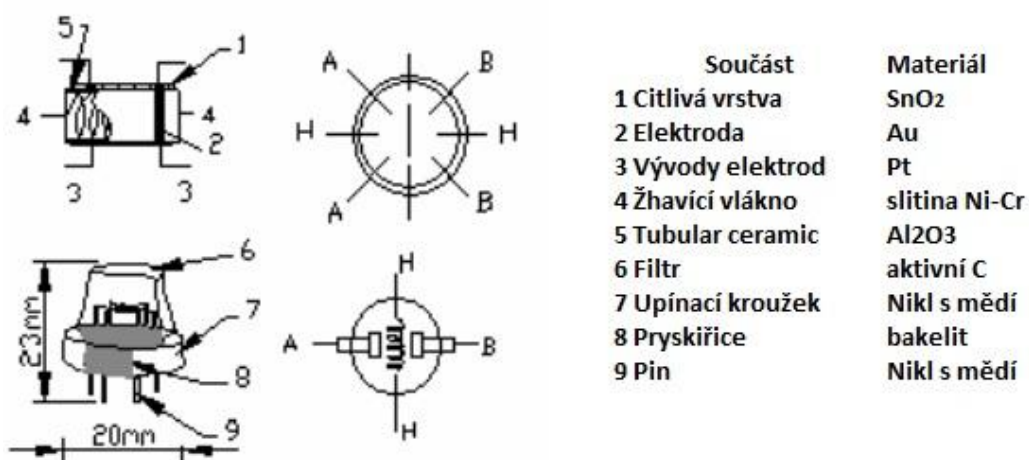 5
1
4
4
2
3
3
A
B
H
H
A
B
6
7
23mm
8
9
20mm
H
A
B
H
Součást Materiál
1 Citlivá vrstva SnO2
2 Elektroda Au
3 Vývody elektrod Pt
4 Žhavící vlákno slitina Ni-Cr
5 Tubular ceramic Al2O3
6 Filtr aktivní C
7 Upínací kroužek Nikl s mědí
8 Pryskiřice bakelit
9 Pin Nikl s mědí